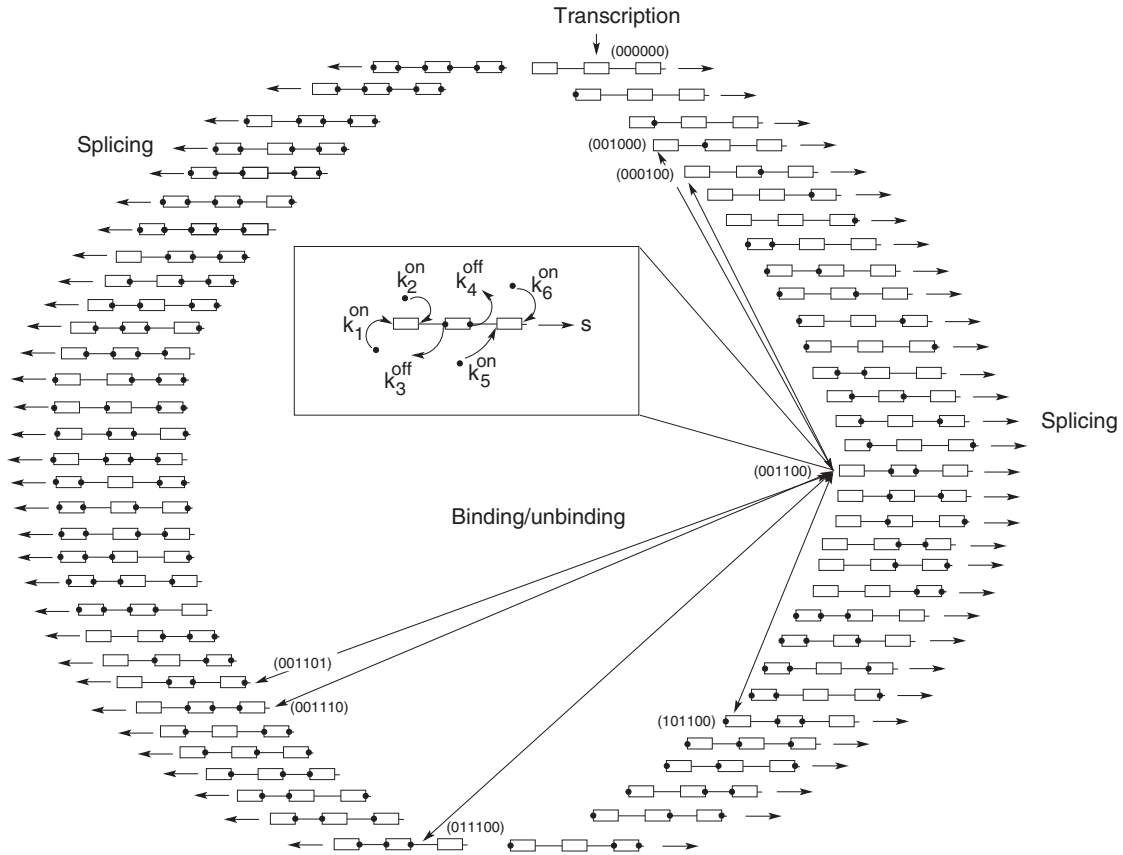 Transcription
(000000)
Splicing
(001000)
(000100)
k₂ᵒⁿ
k₄ᵒᶠᶠ
k₆ᵒⁿ
k₁ᵒⁿ
s
k₃ᵒᶠᶠ
k₅ᵒⁿ
Splicing
(001100)
Binding/unbinding
(001101)
(001110)
(101100)
(011100)